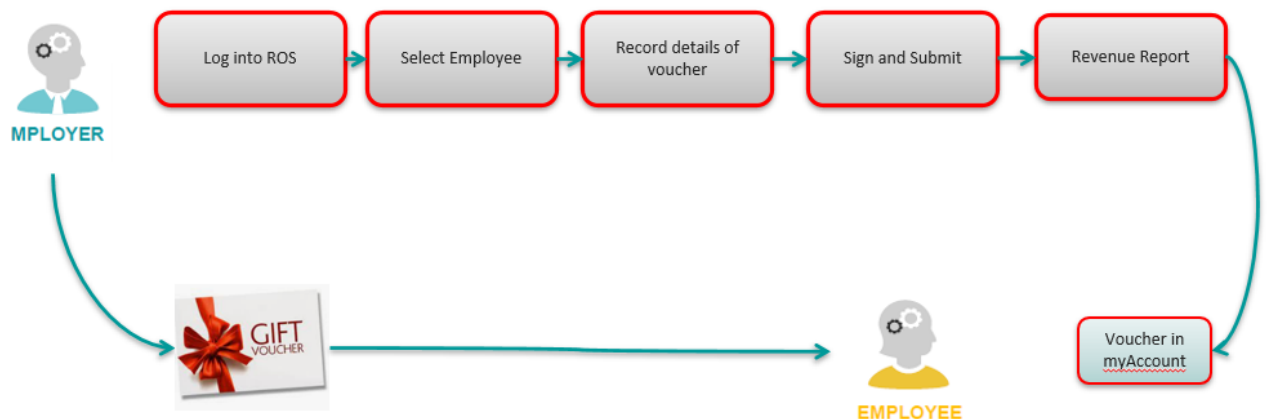 Log into ROS
Select Employee
Record details of
voucher
Sign and Submit
Revenue Report
MPLOYER
GIFT
VOUCHER
Voucher in
myAccount
EMPLOYEE